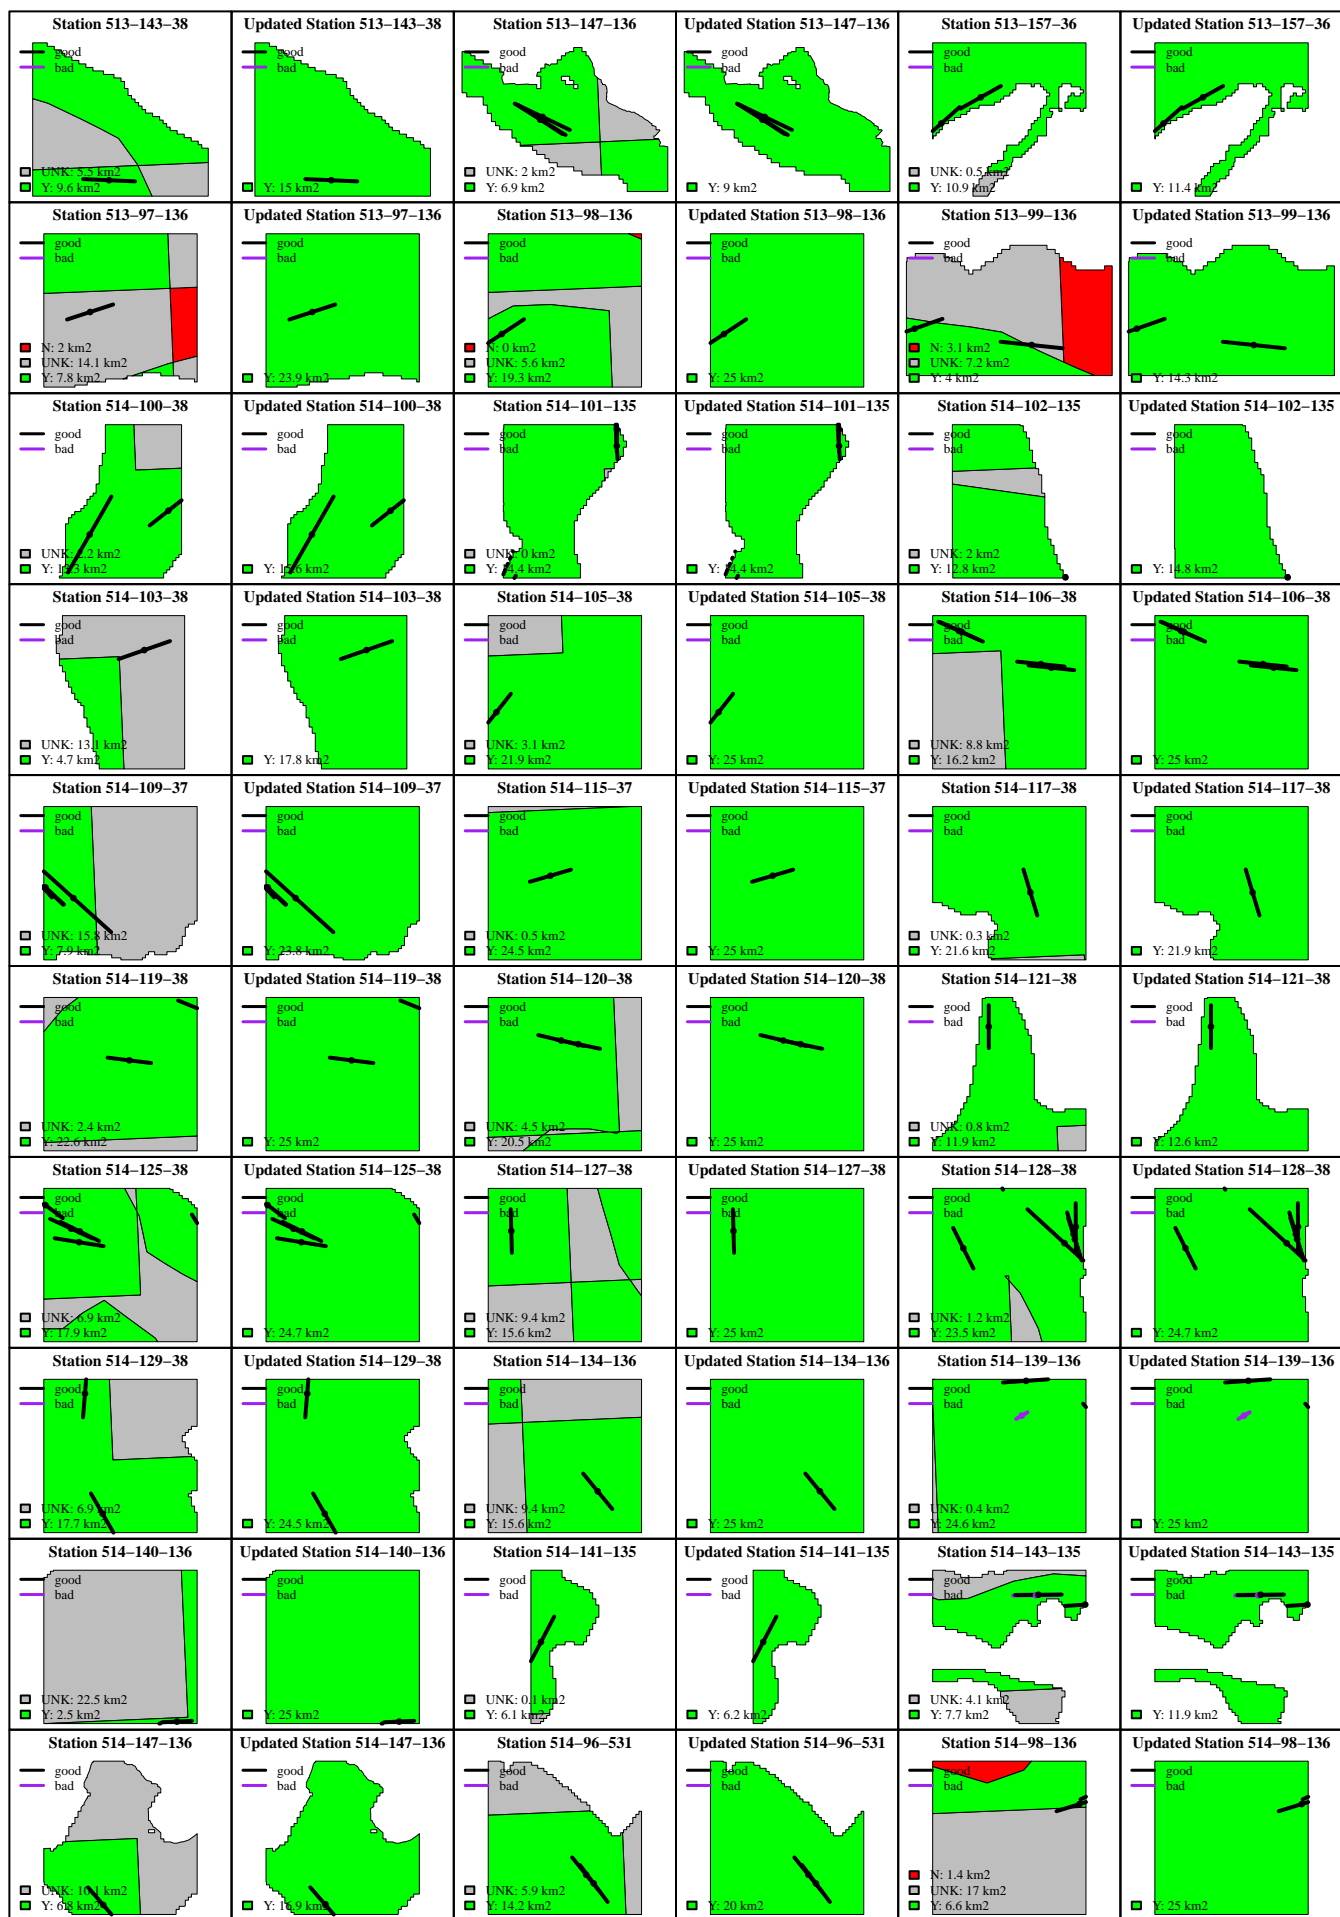 Station 513−143−38
good
bad
UNK: 5.5 km2
Y: 9.6 km2
Updated Station 513−143−38
good
bad
Y: 15 km2
Station 513−147−136
good
bad
UNK: 2 km2
Y: 6.9 km2
Updated Station 513−147−136
good
bad
Y: 9 km2
Station 513−157−36
good
bad
UNK: 0.5 km2
Y: 10.9 km2
Updated Station 513−157−36
good
bad
Y: 11.4 km2
Station 513−97−136
good
bad
N: 2 km2
UNK: 14.1 km2
Y: 7.8 km2
Updated Station 513−97−136
good
bad
Y: 23.9 km2
Station 513−98−136
good
bad
N: 0 km2
UNK: 5.6 km2
Y: 19.3 km2
Updated Station 513−98−136
good
bad
Y: 25 km2
Station 513−99−136
good
bad
N: 3.1 km2
UNK: 7.2 km2
Y: 4 km2
Updated Station 513−99−136
good
bad
Y: 14.3 km2
Station 514−100−38
good
bad
UNK: 2.2 km2
Y: 13.3 km2
Updated Station 514−100−38
good
bad
Y: 15.6 km2
Station 514−101−135
good
bad
UNK: 0 km2
Y: 14.4 km2
Updated Station 514−101−135
good
bad
Y: 14.4 km2
Station 514−102−135
good
bad
UNK: 2 km2
Y: 12.8 km2
Updated Station 514−102−135
good
bad
Y: 14.8 km2
Station 514−103−38
good
bad
UNK: 13.1 km2
Y: 4.7 km2
Updated Station 514−103−38
good
bad
Y: 17.8 km2
Station 514−105−38
good
bad
UNK: 3.1 km2
Y: 21.9 km2
Updated Station 514−105−38
good
bad
Y: 25 km2
Station 514−106−38
good
bad
UNK: 8.8 km2
Y: 16.2 km2
Updated Station 514−106−38
good
bad
Y: 25 km2
Station 514−109−37
good
bad
UNK: 15.8 km2
Y: 7.9 km2
Updated Station 514−109−37
good
bad
Y: 23.8 km2
Station 514−115−37
good
bad
UNK: 0.5 km2
Y: 24.5 km2
Updated Station 514−115−37
good
bad
Y: 25 km2
Station 514−117−38
good
bad
UNK: 0.3 km2
Y: 21.6 km2
Updated Station 514−117−38
good
bad
Y: 21.9 km2
Station 514−119−38
good
bad
UNK: 2.4 km2
Y: 22.6 km2
Updated Station 514−119−38
good
bad
Y: 25 km2
Station 514−120−38
good
bad
UNK: 4.5 km2
Y: 20.5 km2
Updated Station 514−120−38
good
bad
Y: 25 km2
Station 514−121−38
good
bad
UNK: 0.8 km2
Y: 11.9 km2
Updated Station 514−121−38
good
bad
Y: 12.6 km2
Station 514−125−38
good
bad
UNK: 6.9 km2
Y: 17.9 km2
Updated Station 514−125−38
good
bad
Y: 24.7 km2
Station 514−127−38
good
bad
UNK: 9.4 km2
Y: 15.6 km2
Updated Station 514−127−38
good
bad
Y: 25 km2
Station 514−128−38
good
bad
UNK: 1.2 km2
Y: 23.5 km2
Updated Station 514−128−38
good
bad
Y: 24.7 km2
Station 514−129−38
good
bad
UNK: 6.9 km2
Y: 17.7 km2
Updated Station 514−129−38
good
bad
Y: 24.5 km2
Station 514−134−136
good
bad
UNK: 9.4 km2
Y: 15.6 km2
Updated Station 514−134−136
good
bad
Y: 25 km2
Station 514−139−136
good
bad
UNK: 0.4 km2
Y: 24.6 km2
Updated Station 514−139−136
good
bad
Y: 25 km2
Station 514−140−136
good
bad
UNK: 22.5 km2
Y: 2.5 km2
Updated Station 514−140−136
good
bad
Y: 25 km2
Station 514−141−135
good
bad
UNK: 0.1 km2
Y: 6.1 km2
Updated Station 514−141−135
good
bad
Y: 6.2 km2
Station 514−143−135
good
bad
UNK: 4.1 km2
Y: 7.7 km2
Updated Station 514−143−135
good
bad
Y: 11.9 km2
Station 514−147−136
good
bad
UNK: 10.1 km2
Y: 6.8 km2
Updated Station 514−147−136
good
bad
Y: 16.9 km2
Station 514−96−531
good
bad
UNK: 5.9 km2
Y: 14.2 km2
Updated Station 514−96−531
good
bad
Y: 20 km2
Station 514−98−136
good
bad
N: 1.4 km2
UNK: 17 km2
Y: 6.6 km2
Updated Station 514−98−136
good
bad
Y: 25 km2